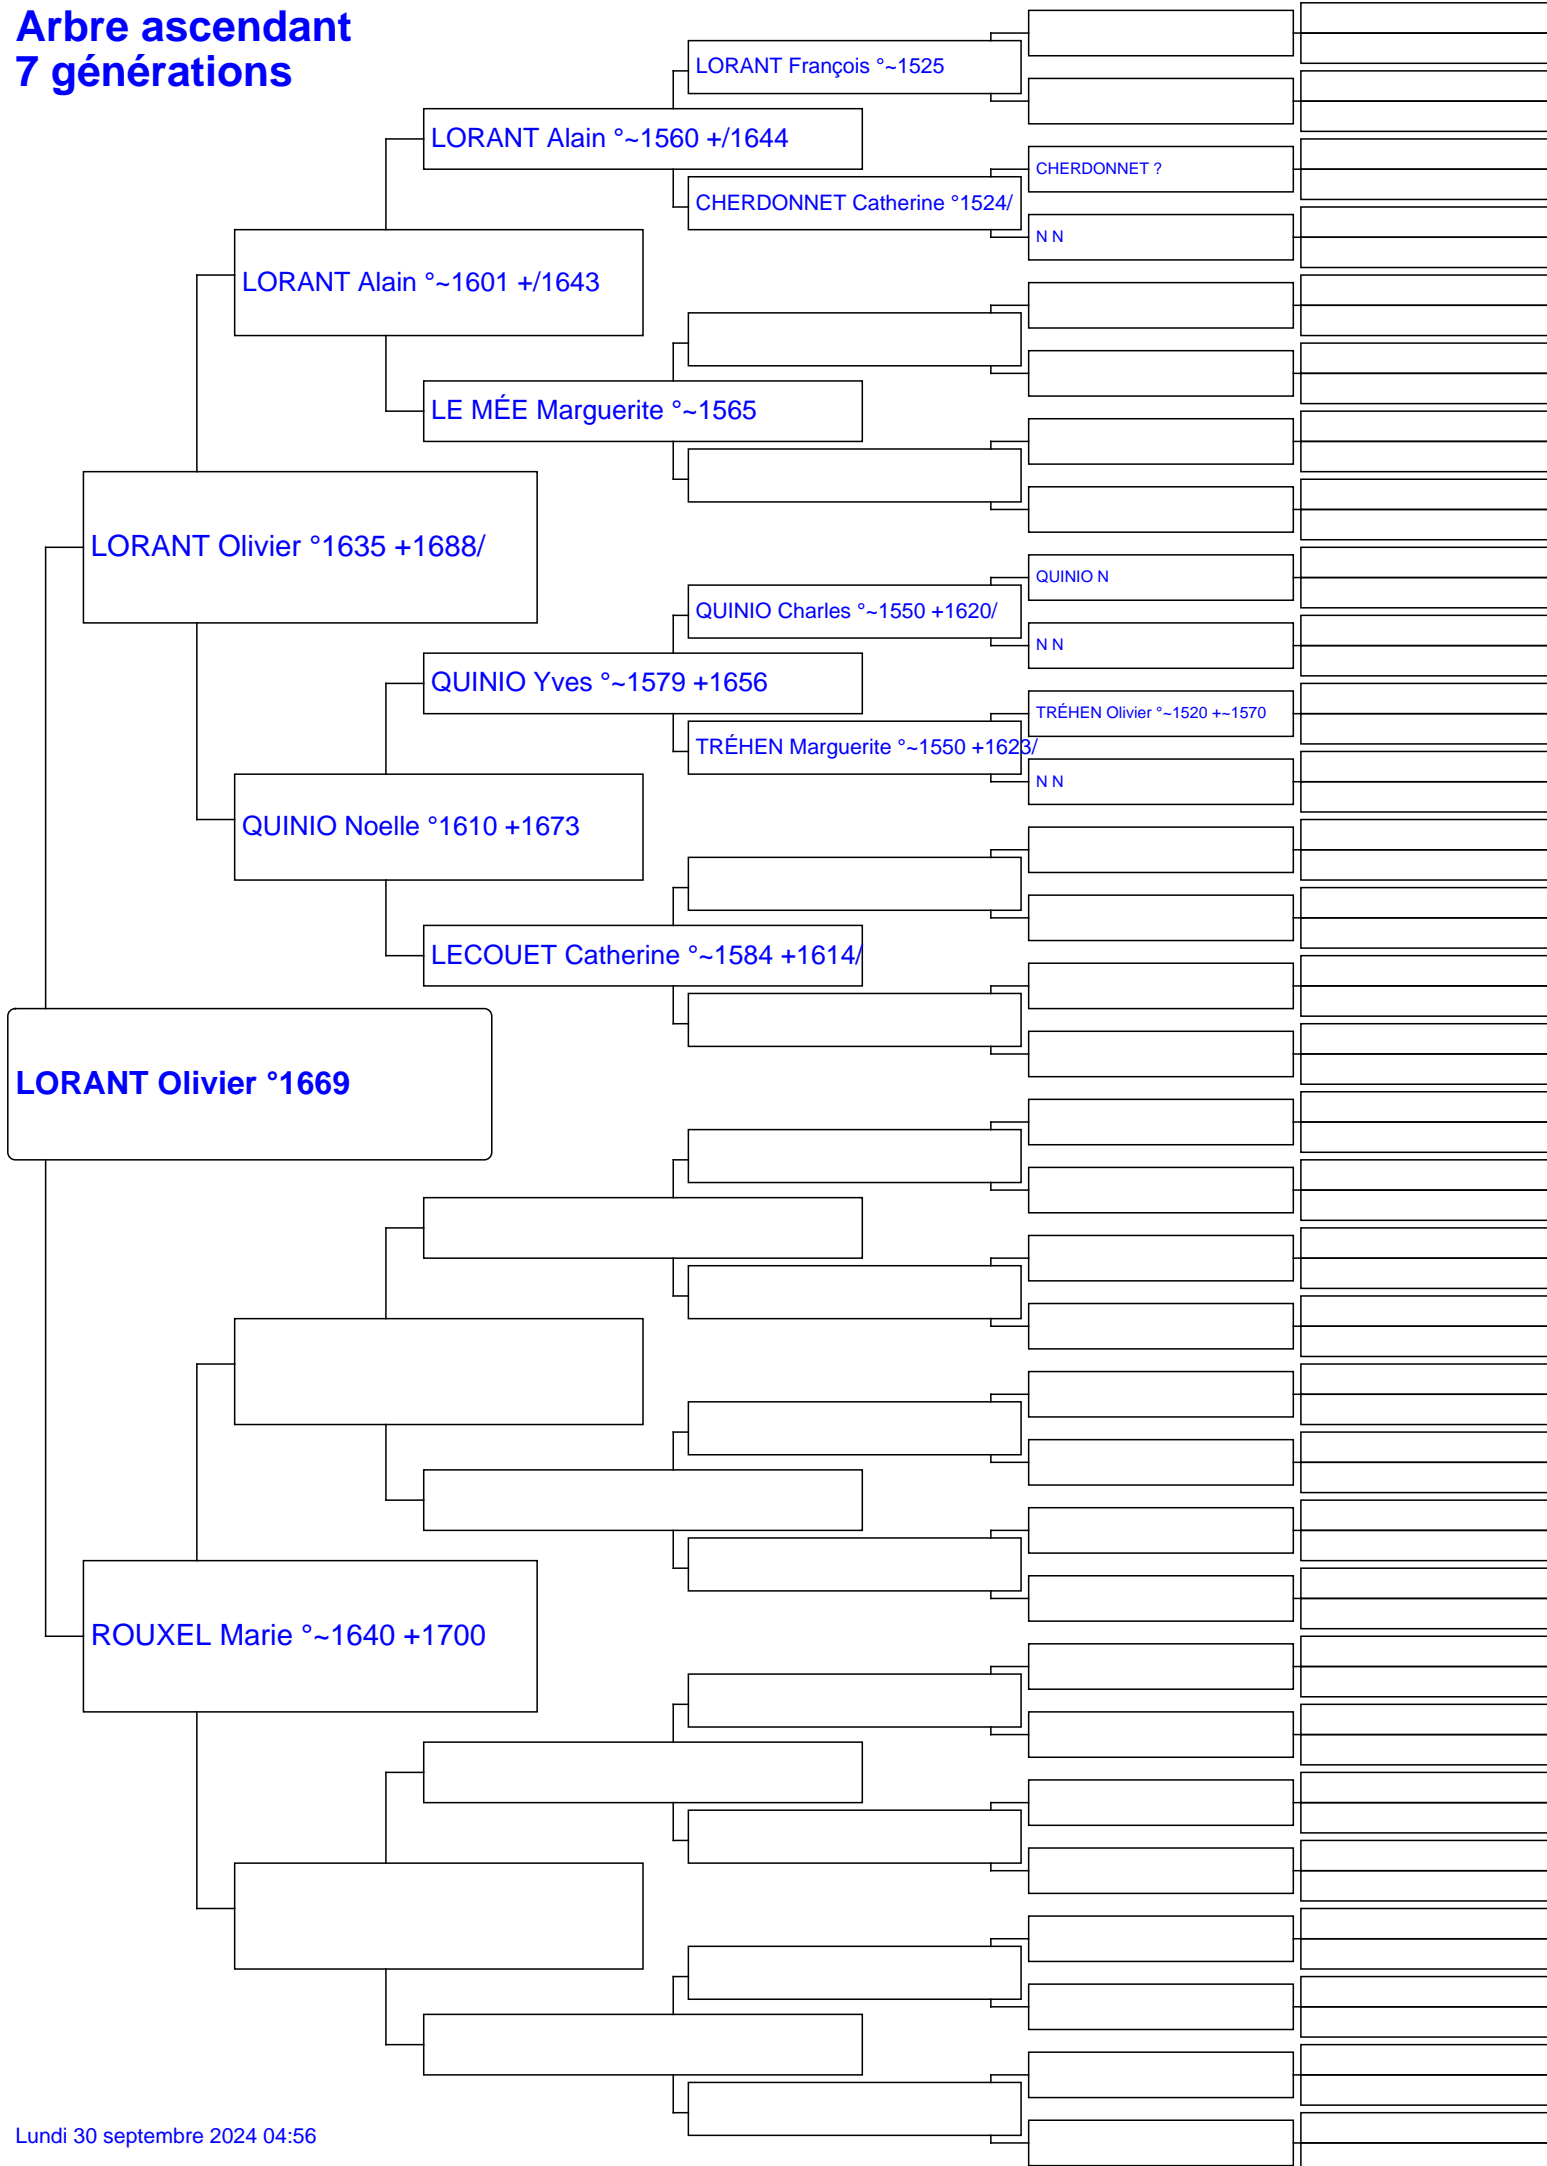 Arbre ascendant
7 générations
LORANT François °~1525
LORANT Alain °~1560 +/1644
CHERDONNET ?
CHERDONNET Catherine °1524/
N N
LORANT Alain °~1601 +/1643
LE MÉE Marguerite °~1565
LORANT Olivier °1635 +1688/
QUINIO N
QUINIO Charles °~1550 +1620/
N N
QUINIO Yves °~1579 +1656
TRÉHEN Olivier °~1520 +~1570
TRÉHEN Marguerite °~1550 +1623/
N N
QUINIO Noelle °1610 +1673
LECOUET Catherine °~1584 +1614/
LORANT Olivier °1669
ROUXEL Marie °~1640 +1700
Lundi 30 septembre 2024 04:56